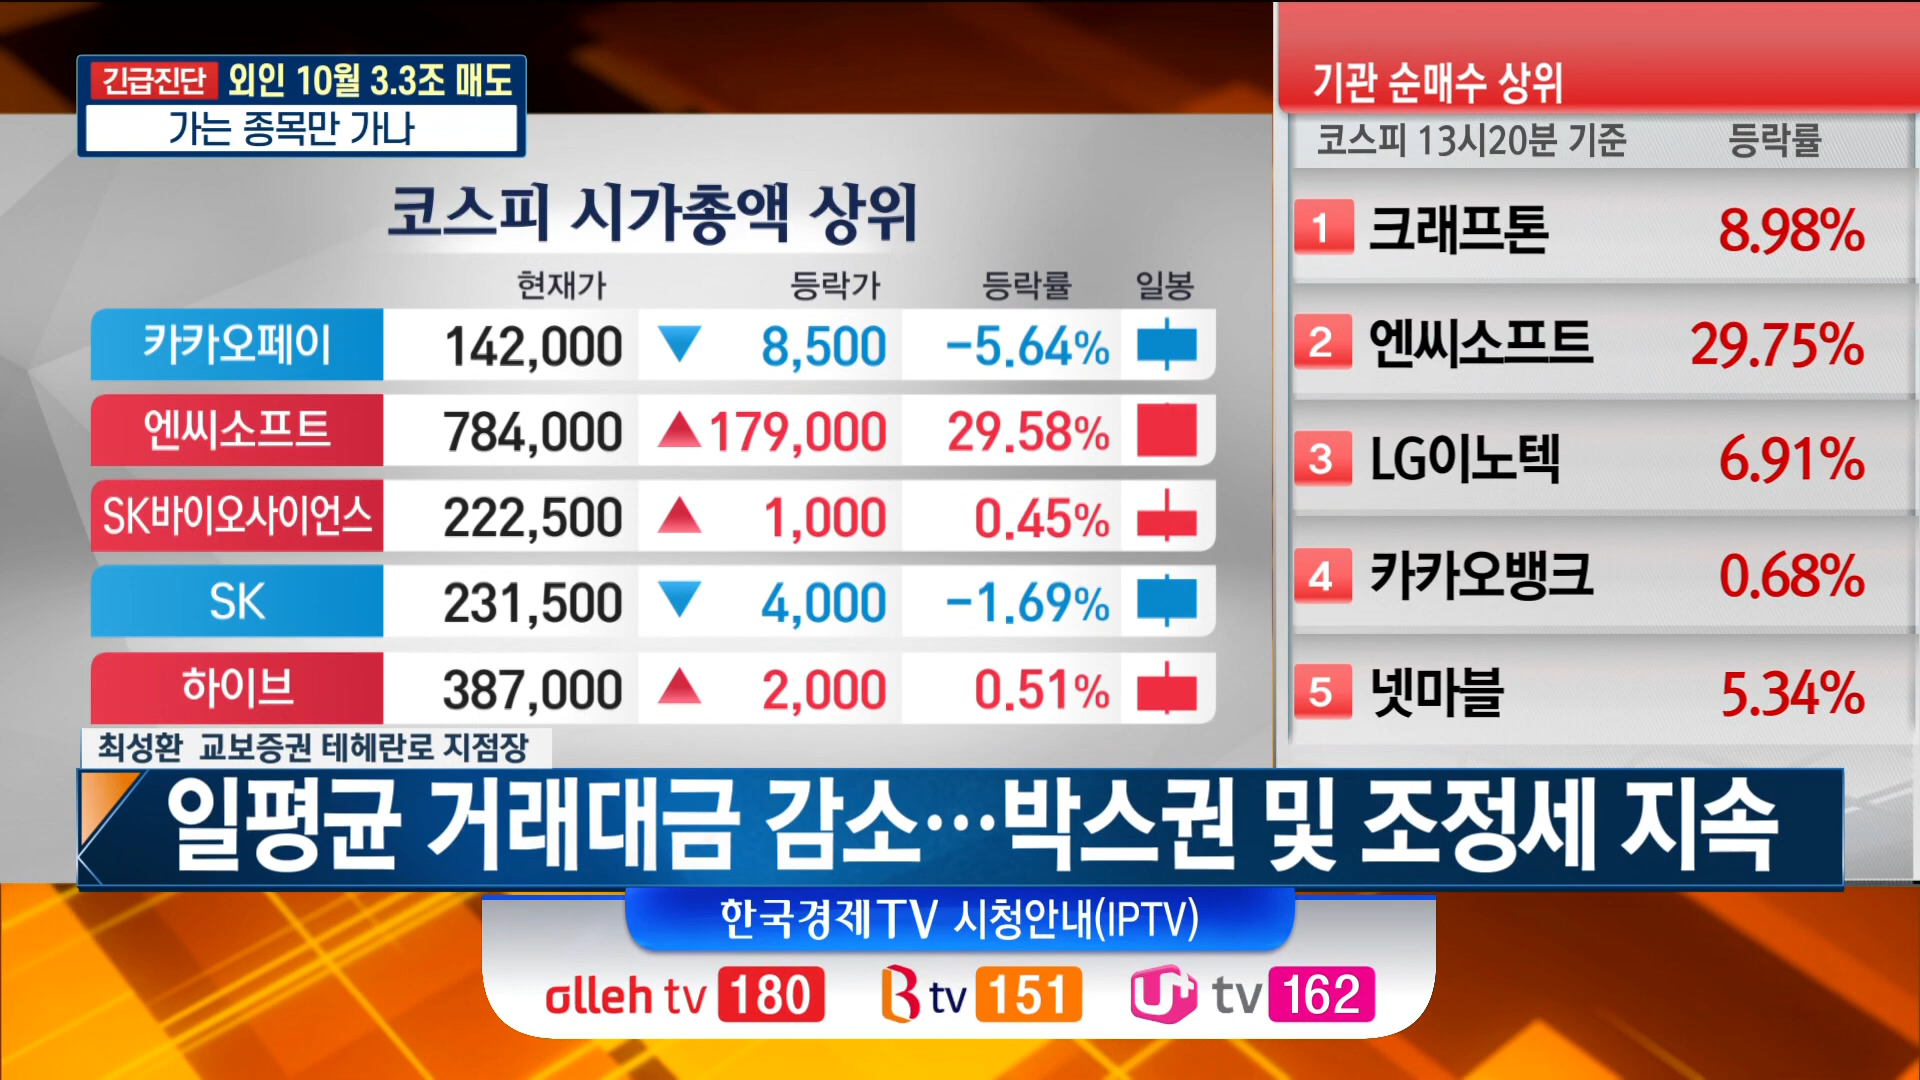 긴급진단 외인 10월 3.3조 매도
가는 종목만 가나
코스피 시가총액 상위
현재가 등락가 등락률 일봉
카카오페이 142,000 ▼ 8,500 -5.64%
엔씨소프트 784,000 ▲ 179,000 29.58%
SK바이오사이언스 222,500 ▲ 1,000 0.45%
SK 231,500 ▼ 4,000 -1.69%
하이브 387,000 ▲ 2,000 0.51%
기관 순매수 상위
코스피 13시20분 기준 등락률
1 크래프톤 8.98%
2 엔씨소프트 29.75%
3 LG이노텍 6.91%
4 카카오뱅크 0.68%
5 넷마블 5.34%
최성환 교보증권 테헤란로 지점장
일평균 거래대금 감소…박스권 및 조정세 지속
한국경제TV 시청안내(IPTV)
olleh tv 180 B tv 151 U+ tv 162